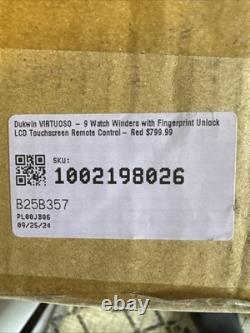 Dukwin VIRTUOSO - 9 Watch Winders with Fingerprint Unlock
LCD Touchscreen Remote Control - Red $799.99
SKU:
1002198026
B25B357
PL00JB06
09/25/24
ebay